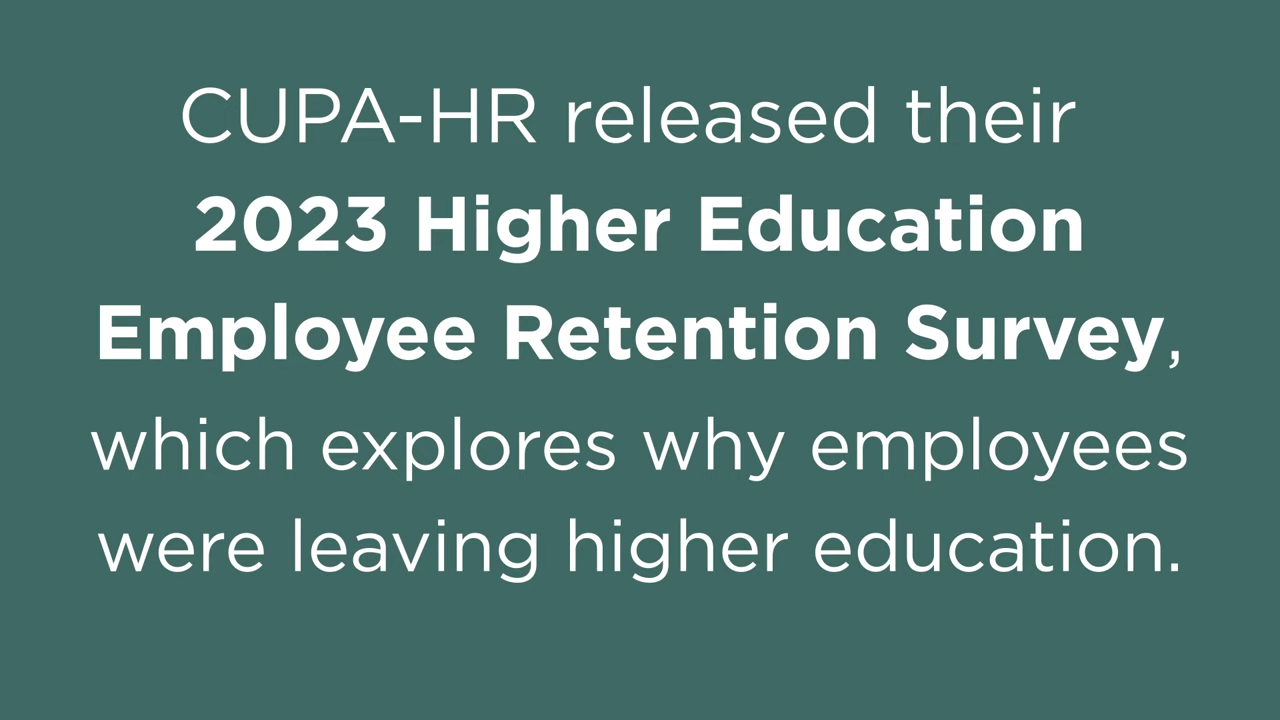 CUPA-HR released their
2023 Higher Education
Employee Retention Survey,
which explores why employees
were leaving higher education.